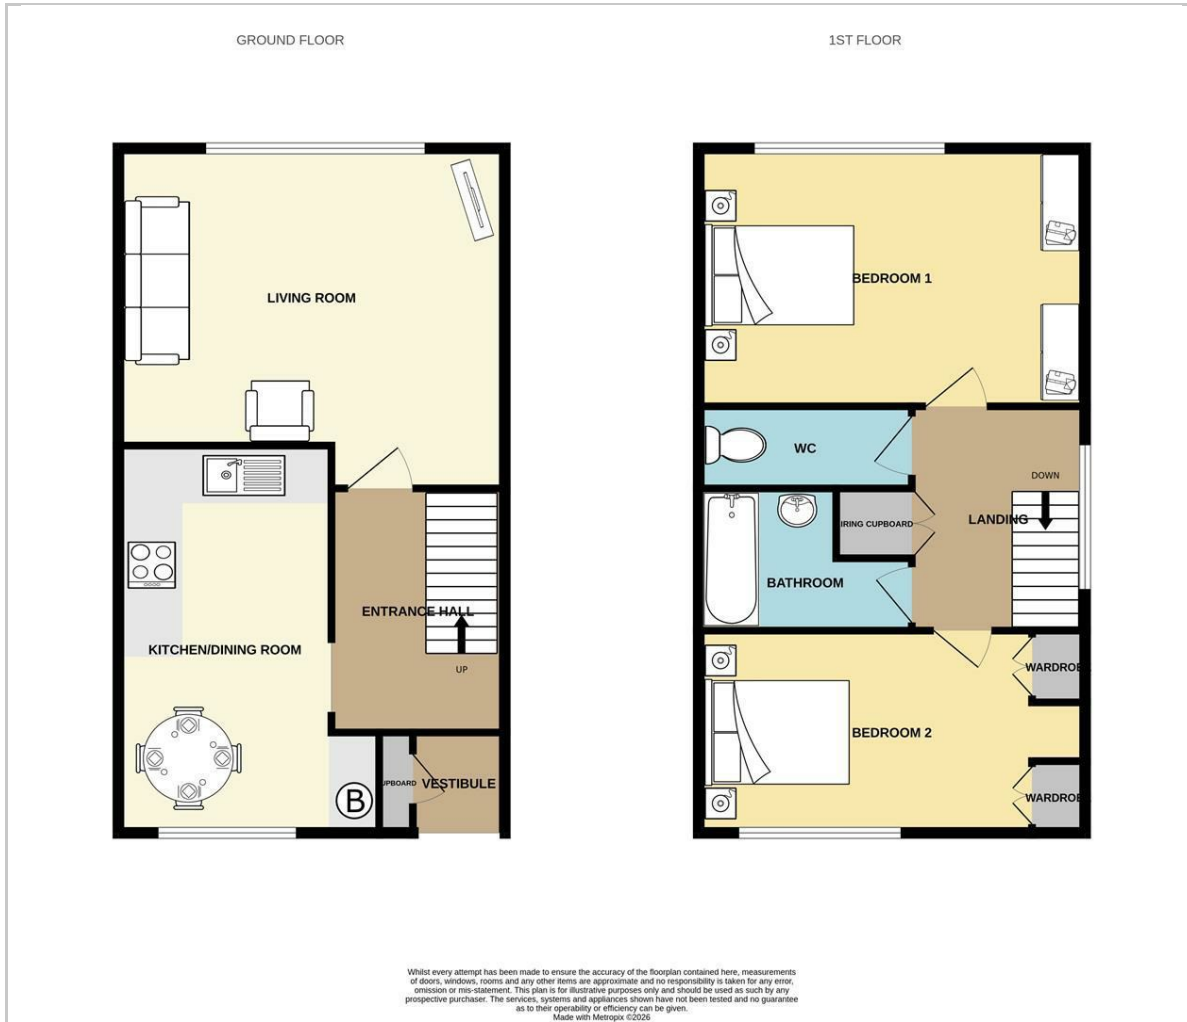 GROUND FLOOR
1ST FLOOR
LIVING ROOM
KITCHEN/DINING ROOM
ENTRANCE HALL
UP
UPBOARD
VESTIBULE
B
BEDROOM 1
WC
DOWN
IRING CUPBOARD
LANDING
BATHROOM
BEDROOM 2
WARDROBE
WARDROBE
Whilst every attempt has been made to ensure the accuracy of the floorplan contained here, measurements
of doors, windows, rooms and any other items are approximate and no responsibility is taken for any error,
omission or mis-statement. This plan is for illustrative purposes only and should be used as such by any
prospective purchaser. The services, systems and appliances shown have not been tested and no guarantee
as to their operability or efficiency can be given.
Made with Metropix ©2026